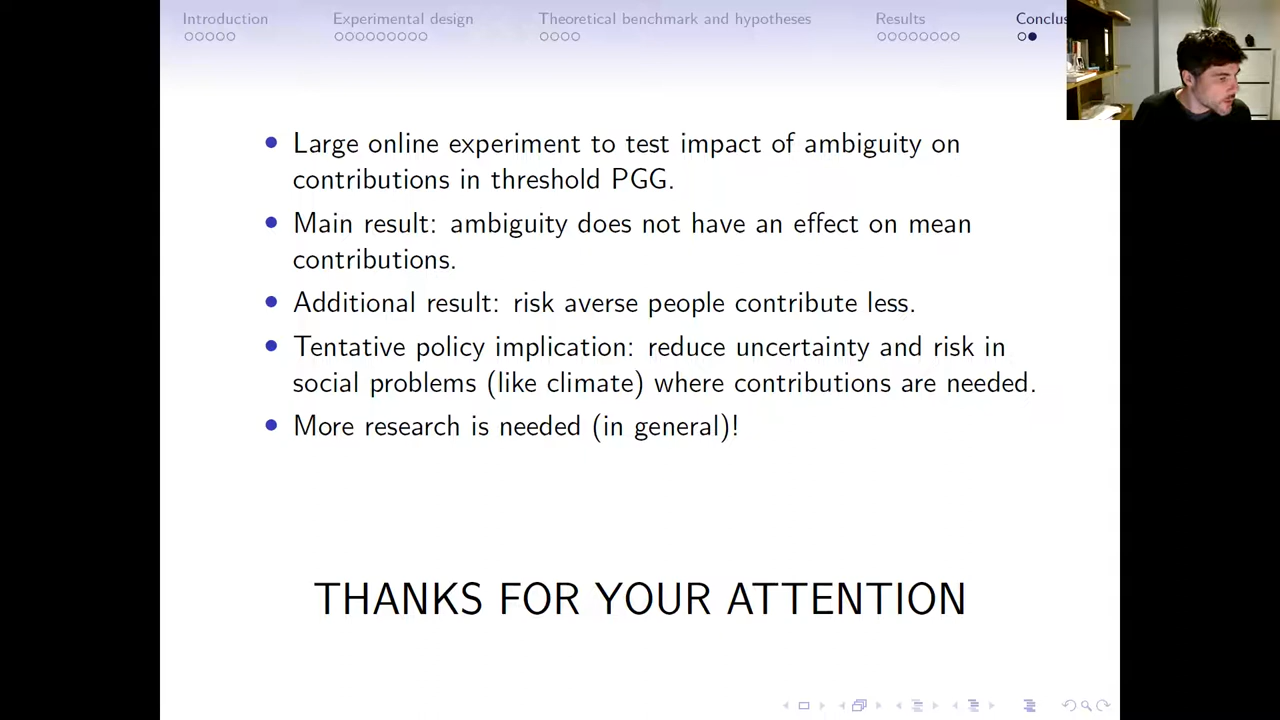 Introduction
Experimental design
Theoretical benchmark and hypotheses
Results
Conclus
Large online experiment to test impact of ambiguity on
contributions in threshold PGG.
Main result: ambiguity does not have an effect on mean
contributions.
Additional result: risk averse people contribute less.
Tentative policy implication: reduce uncertainty and risk in
social problems (like climate) where contributions are needed.
More research is needed (in general)!
THANKS FOR YOUR ATTENTION